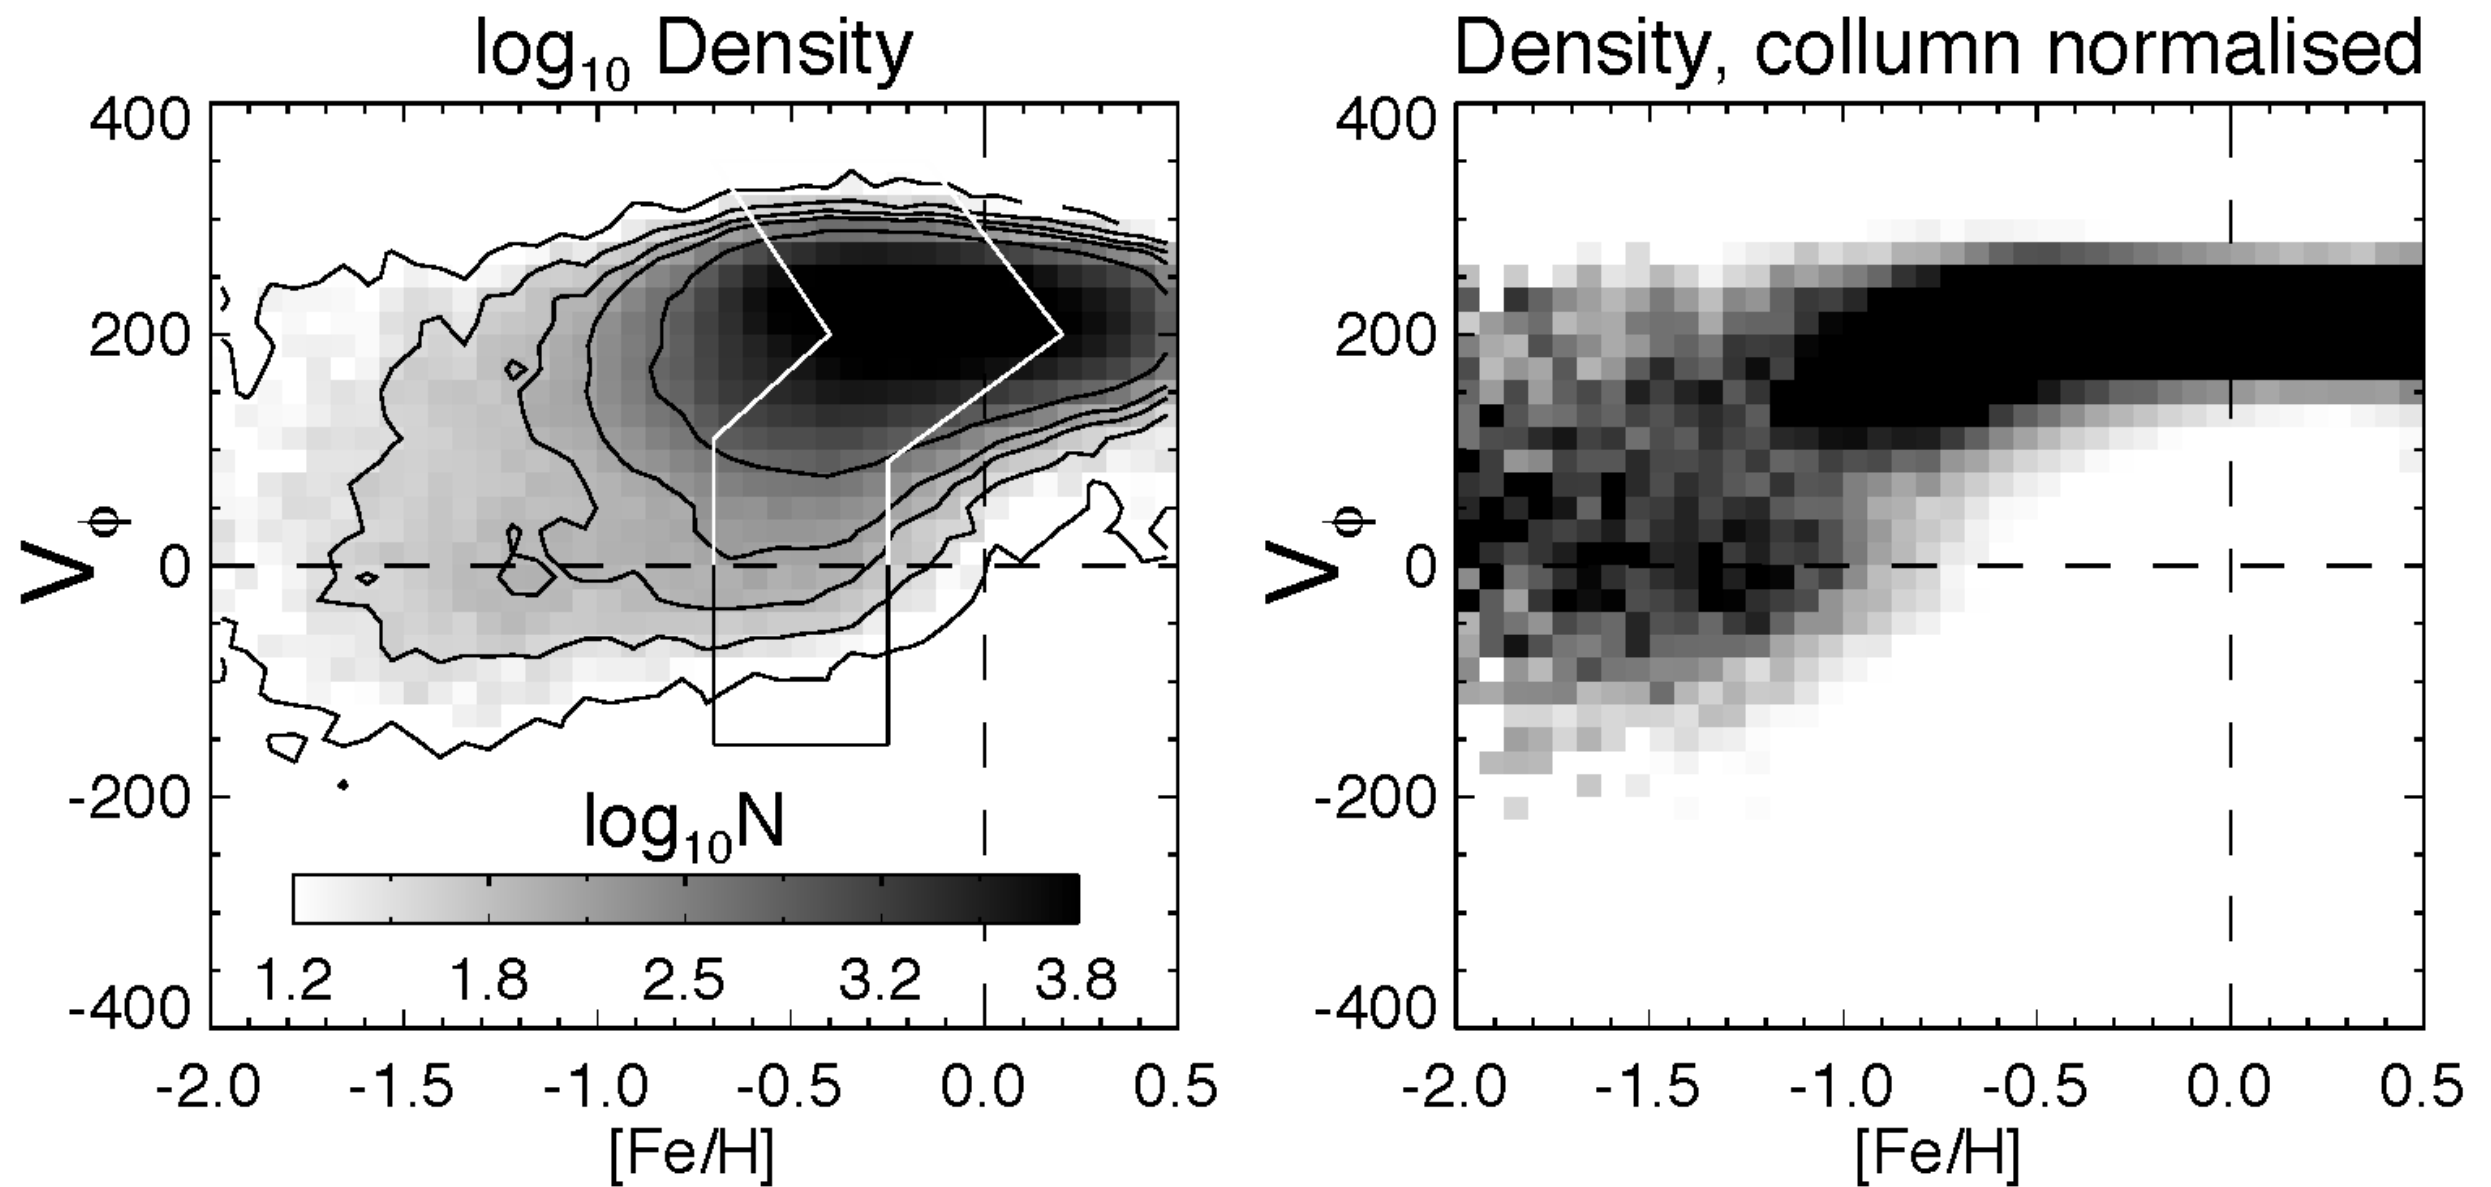 log₁₀ Density
400
200
0
-200
-400
Vφ
log₁₀N
1.2 1.8 2.5 3.2 3.8
-2.0 -1.5 -1.0 -0.5 0.0 0.5
[Fe/H]
Density, collumn normalised
400
200
0
-200
-400
Vφ
-2.0 -1.5 -1.0 -0.5 0.0 0.5
[Fe/H]